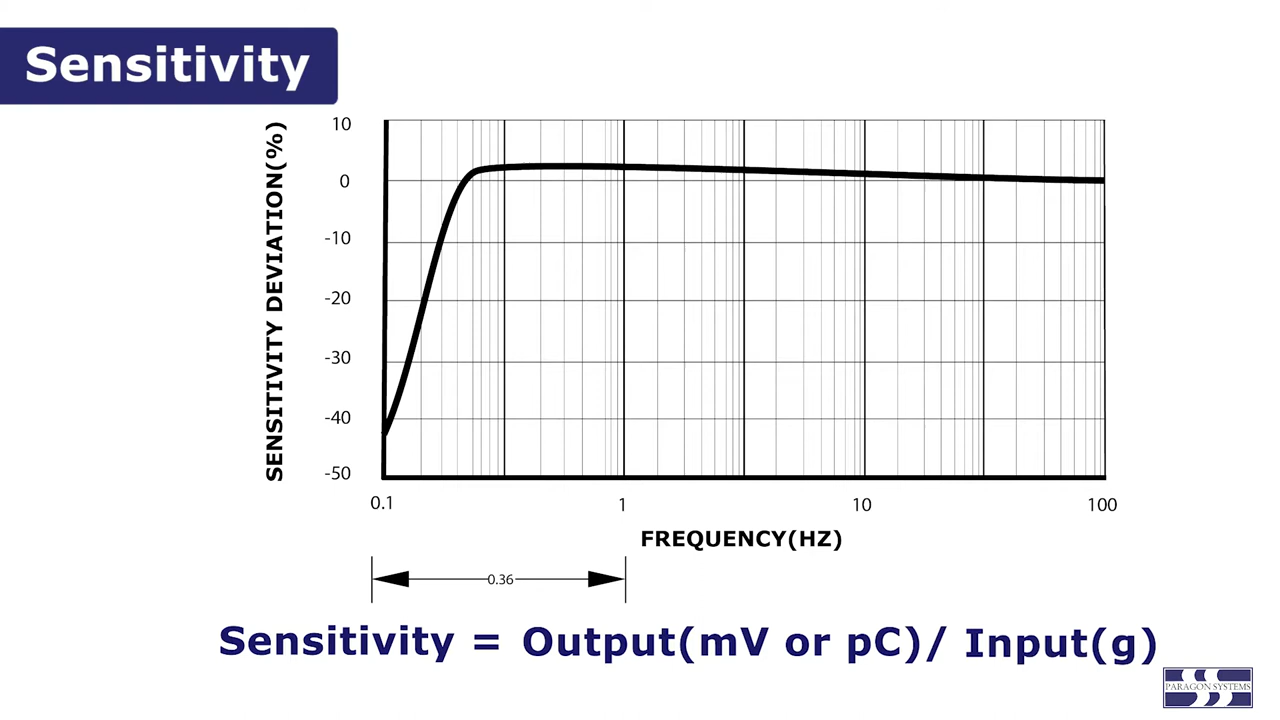 Sensitivity
SENSITIVITY DEVIATION(%)
10
0
-10
-20
-30
-40
-50
0.1
1
10
100
FREQUENCY(HZ)
0.36
Sensitivity = Output(mV or pC)/ Input(g)
PARAGON SYSTEMS